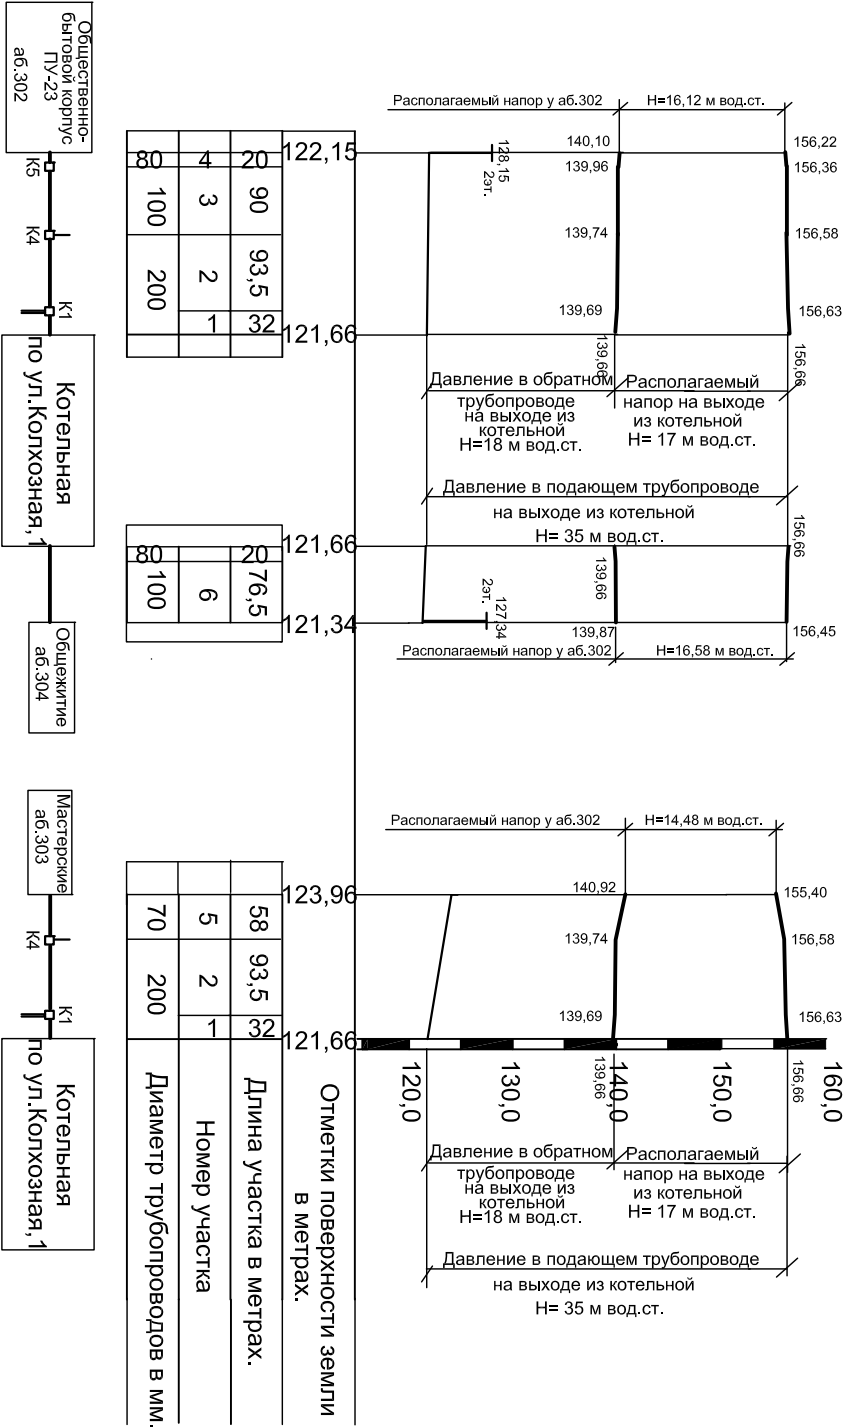 Общественно-
бытовой корпус
ПУ-23
аб.302
К5
К4
К1
Котельная
по ул.Колхозная,1
80
4
20
122,15
100
3
90
200
2
93,5
1
32
121,66
Располагаемый напор у аб.302
Н=16,12 м вод.ст.
128,15
2эт.
140,10
139,96
139,74
139,69
139,66
156,22
156,36
156,58
156,63
156,66
Давление в обратном
трубопроводе
на выходе из
котельной
Н=18 м вод.ст.
Располагаемый
напор на выходе
из котельной
Н= 17 м вод.ст.
Давление в подающем трубопроводе
на выходе из котельной
Н= 35 м вод.ст.
Общежитие
аб.304
80
20
121,66
100
6
76,5
121,34
2эт.
127,34
139,66
139,87
156,66
156,45
Располагаемый напор у аб.302
Н=16,58 м вод.ст.
Мастерские
аб.303
К4
К1
Котельная
по ул.Колхозная,1
Располагаемый напор у аб.302
Н=14,48 м вод.ст.
123,96
70
5
58
200
2
93,5
1
32
121,66
140,92
139,74
139,69
139,66
155,40
156,58
156,63
156,66
120,0
130,0
140,0
150,0
160,0
Давление в обратном
трубопроводе
на выходе из
котельной
Н=18 м вод.ст.
Располагаемый
напор на выходе
из котельной
Н= 17 м вод.ст.
Давление в подающем трубопроводе
на выходе из котельной
Н= 35 м вод.ст.
Отметки поверхности земли
в метрах.
Длина участка в метрах.
Номер участка
Диаметр трубопроводов в мм.